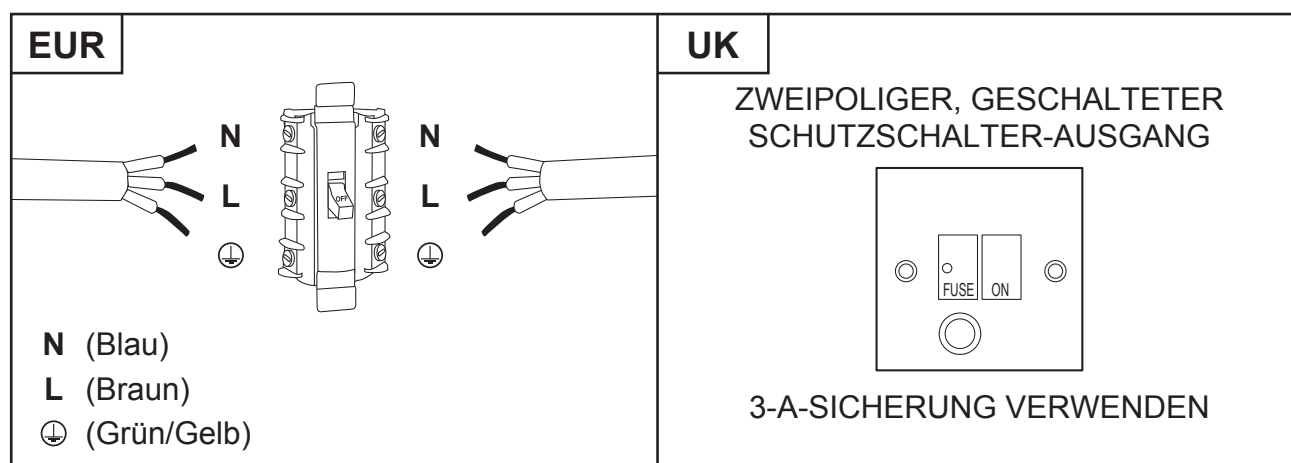 EUR
N
N
L
OFF
L
N (Blau)
L (Braun)
(Grün/Gelb)
UK
ZWEIPOLIGER, GESCHALTETER
SCHUTZSCHALTER-AUSGANG
FUSE
ON
3-A-SICHERUNG VERWENDEN